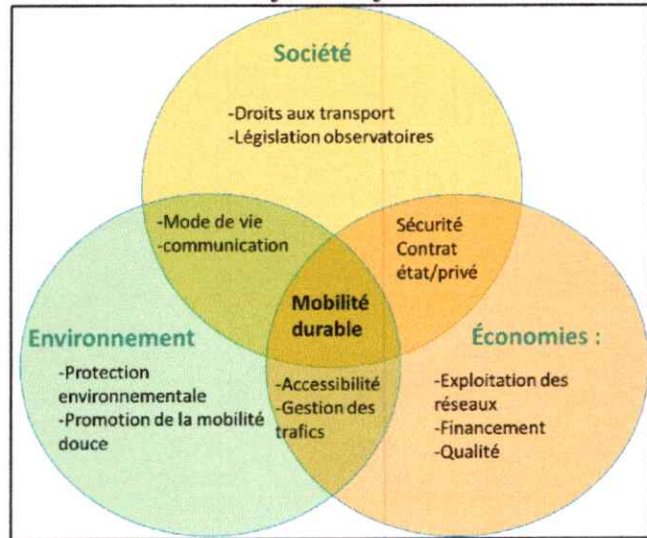 Société
-Droits aux transport
-Législation observatoires
-Mode de vie
-communication
Sécurité
Contrat
état/privé
Mobilité
durable
Environnement
-Protection
environnementale
-Promotion de la mobilité
douce
-Accessibilité
-Gestion des
trafics
Économies :
-Exploitation des
réseaux
-Financement
-Qualité